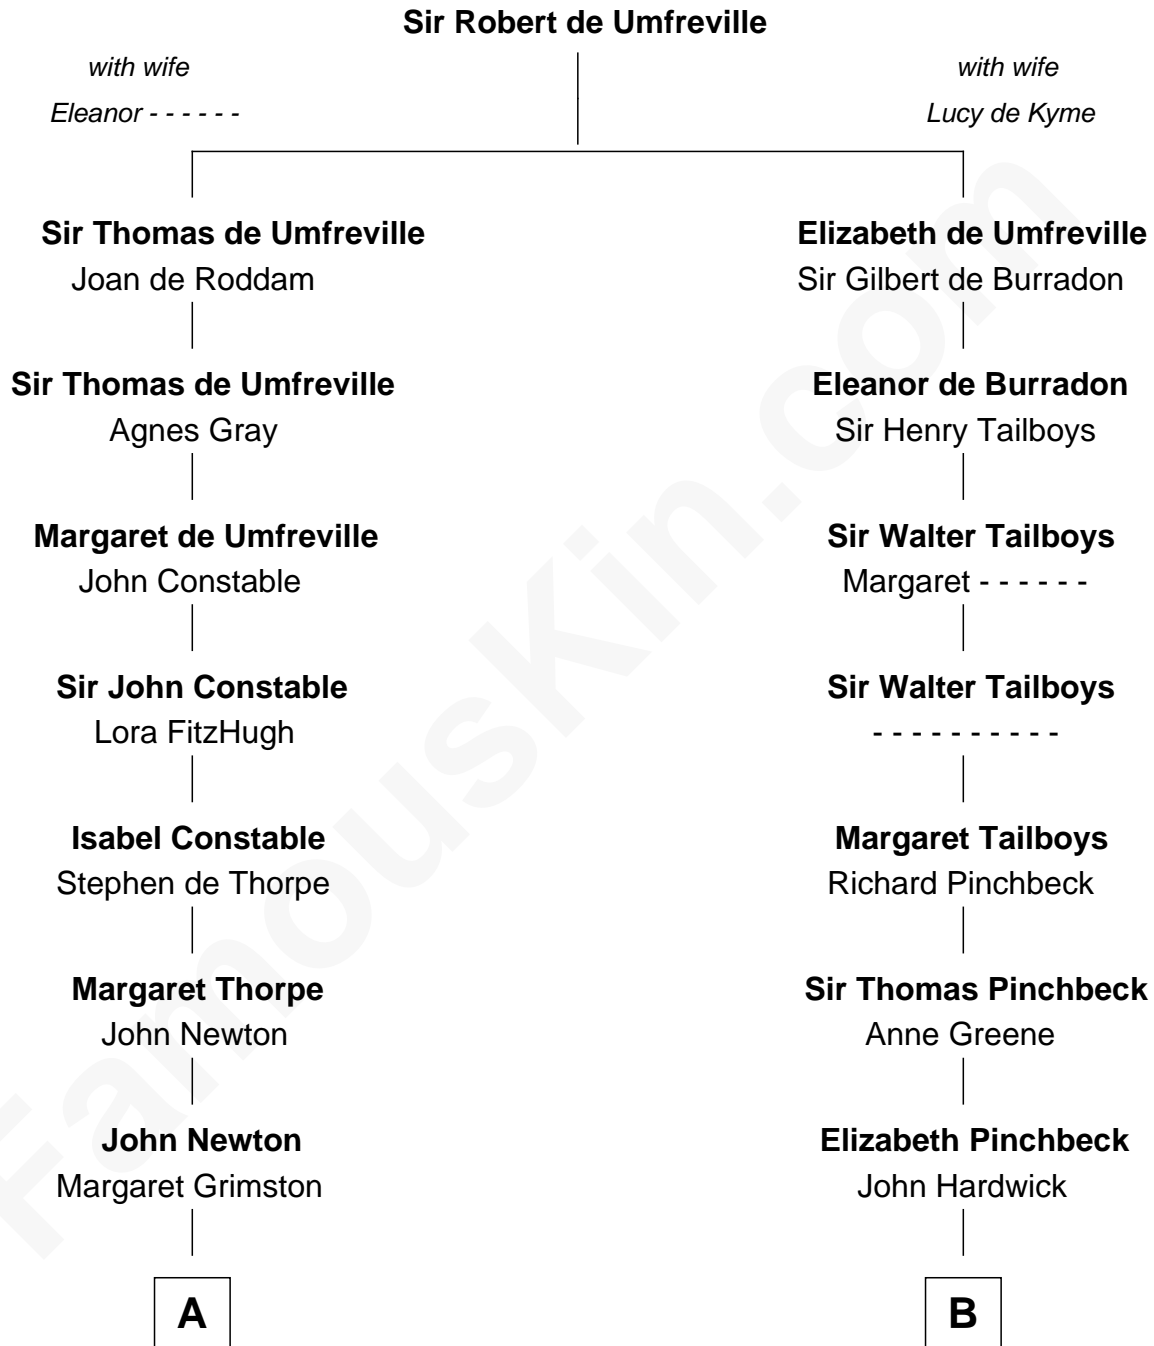 Sir Robert de Umfreville
with wife
Eleanor - - - - - -
with wife
Lucy de Kyme
Sir Thomas de Umfreville
Joan de Roddam
Elizabeth de Umfreville
Sir Gilbert de Burradon
Sir Thomas de Umfreville
Agnes Gray
Eleanor de Burradon
Sir Henry Tailboys
Margaret de Umfreville
John Constable
Sir Walter Tailboys
Margaret - - - - - -
Sir John Constable
Lora FitzHugh
Sir Walter Tailboys
- - - - - - - - - -
Isabel Constable
Stephen de Thorpe
Margaret Tailboys
Richard Pinchbeck
Margaret Thorpe
John Newton
Sir Thomas Pinchbeck
Anne Greene
John Newton
Margaret Grimston
Elizabeth Pinchbeck
John Hardwick
A
B
FamousKin.com